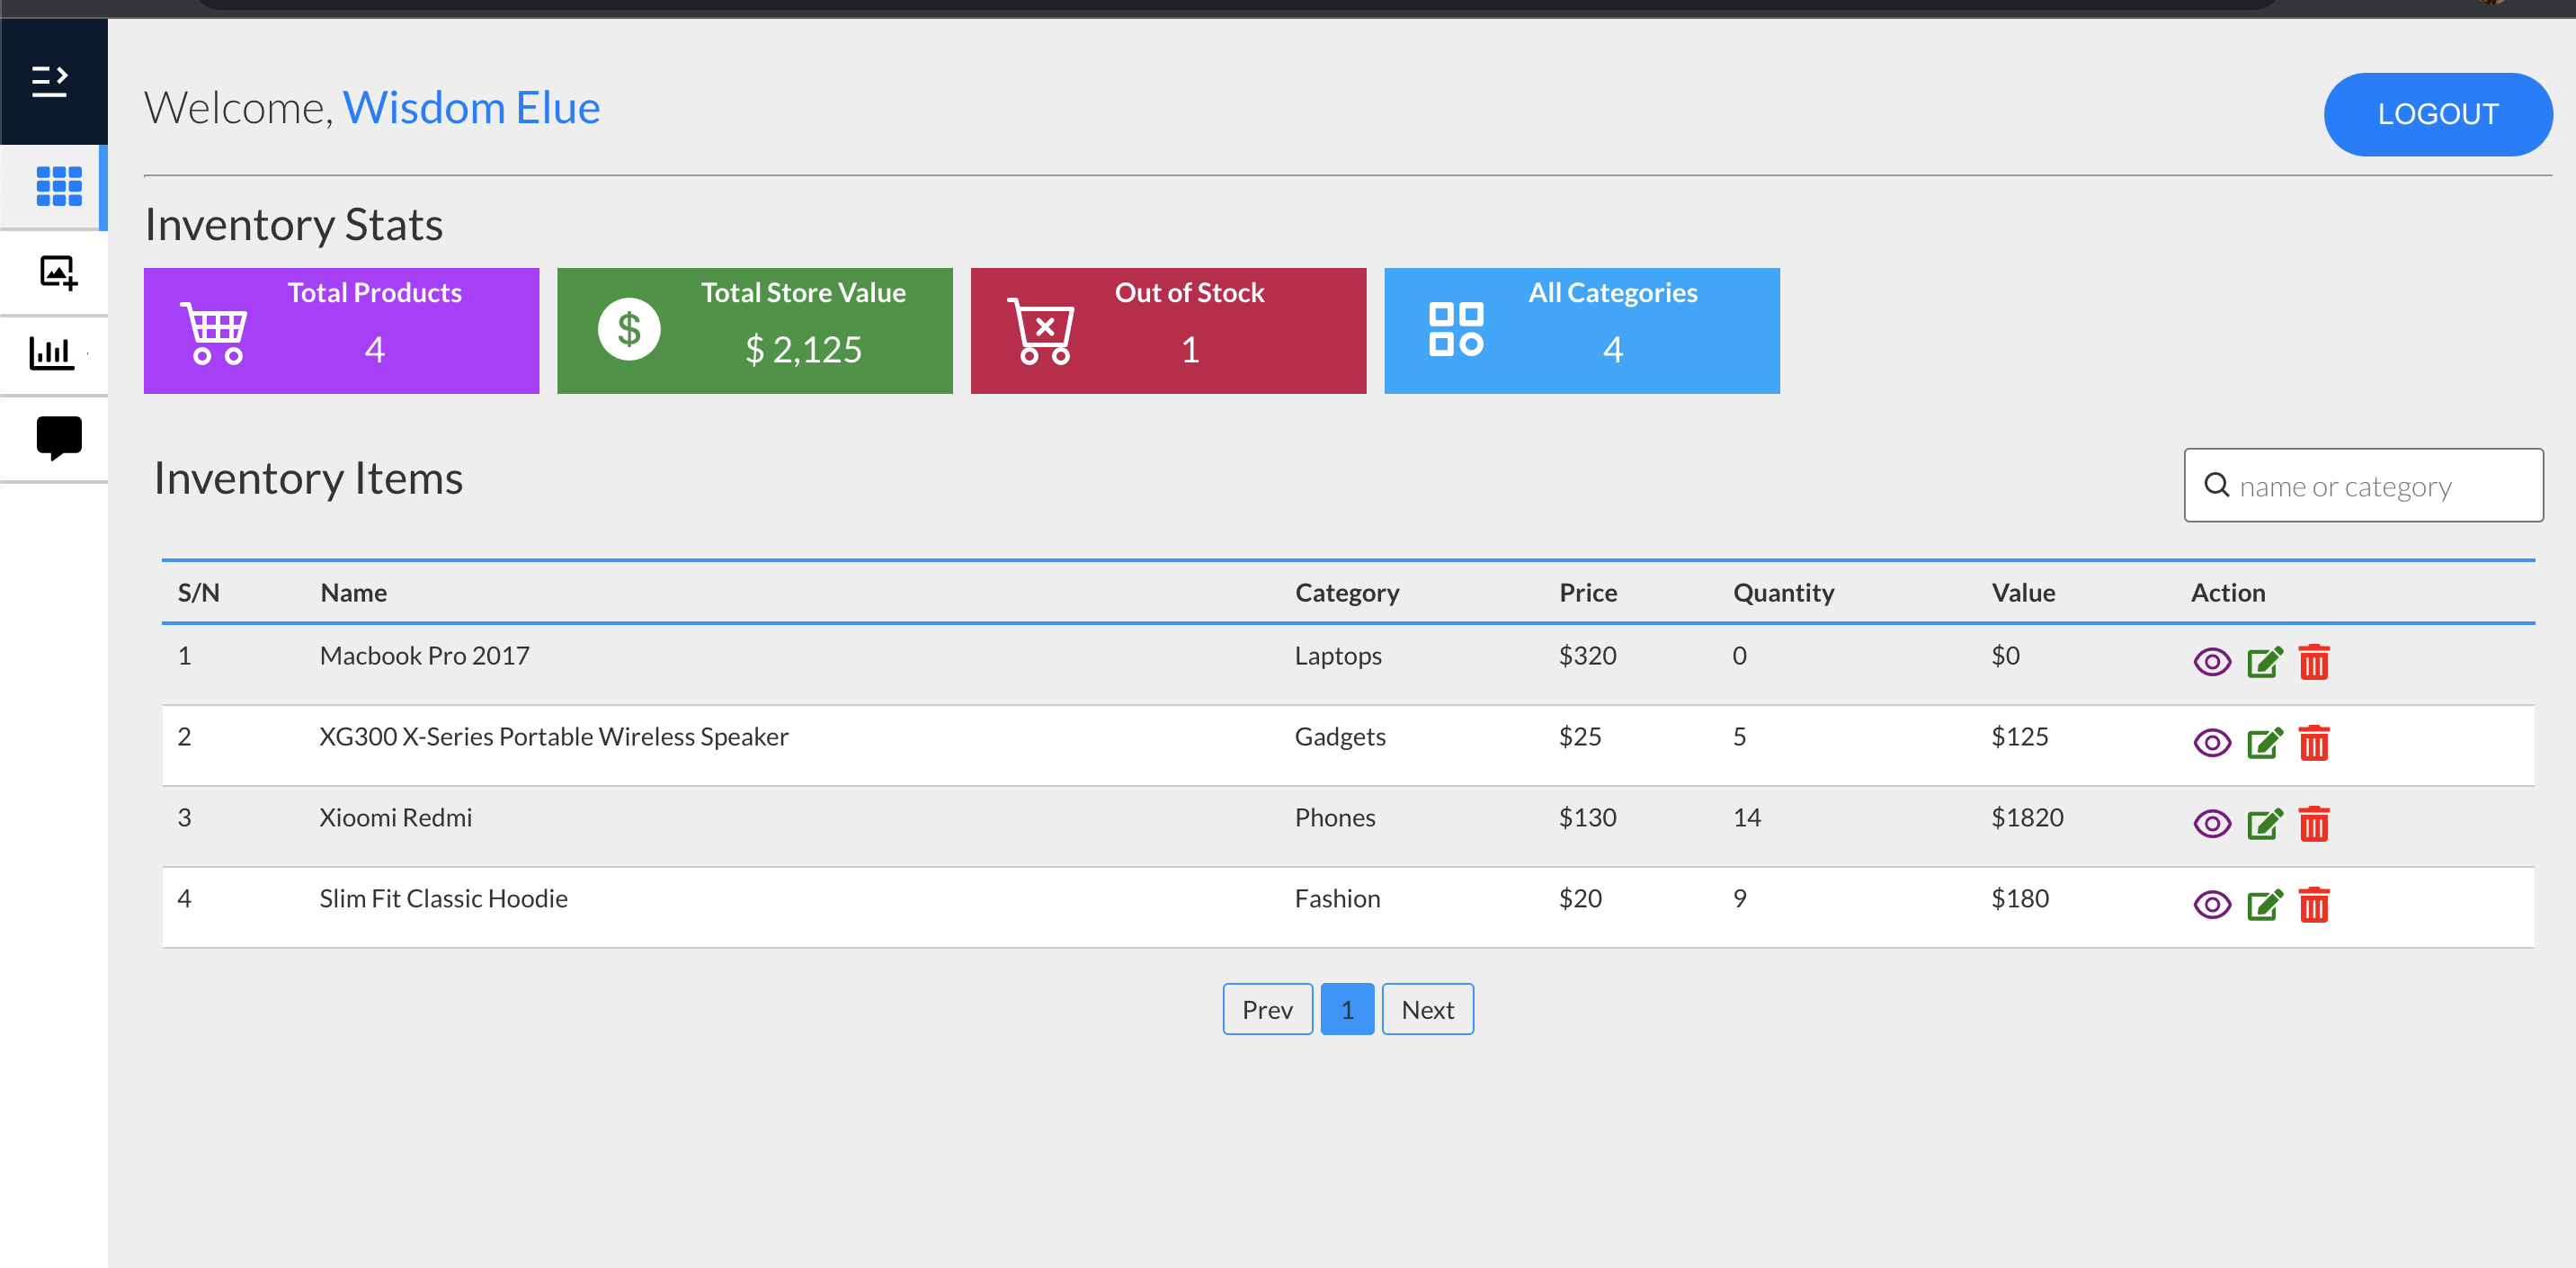 Welcome, Wisdom Elue
LOGOUT
Inventory Stats
Total Products
4
Total Store Value
$ 2,125
Out of Stock
1
All Categories
4
Inventory Items
name or category
S/N Name Category Price Quantity Value Action
1 Macbook Pro 2017 Laptops $320 0 $0
2 XG300 X-Series Portable Wireless Speaker Gadgets $25 5 $125
3 Xioomi Redmi Phones $130 14 $1820
4 Slim Fit Classic Hoodie Fashion $20 9 $180
Prev 1 Next